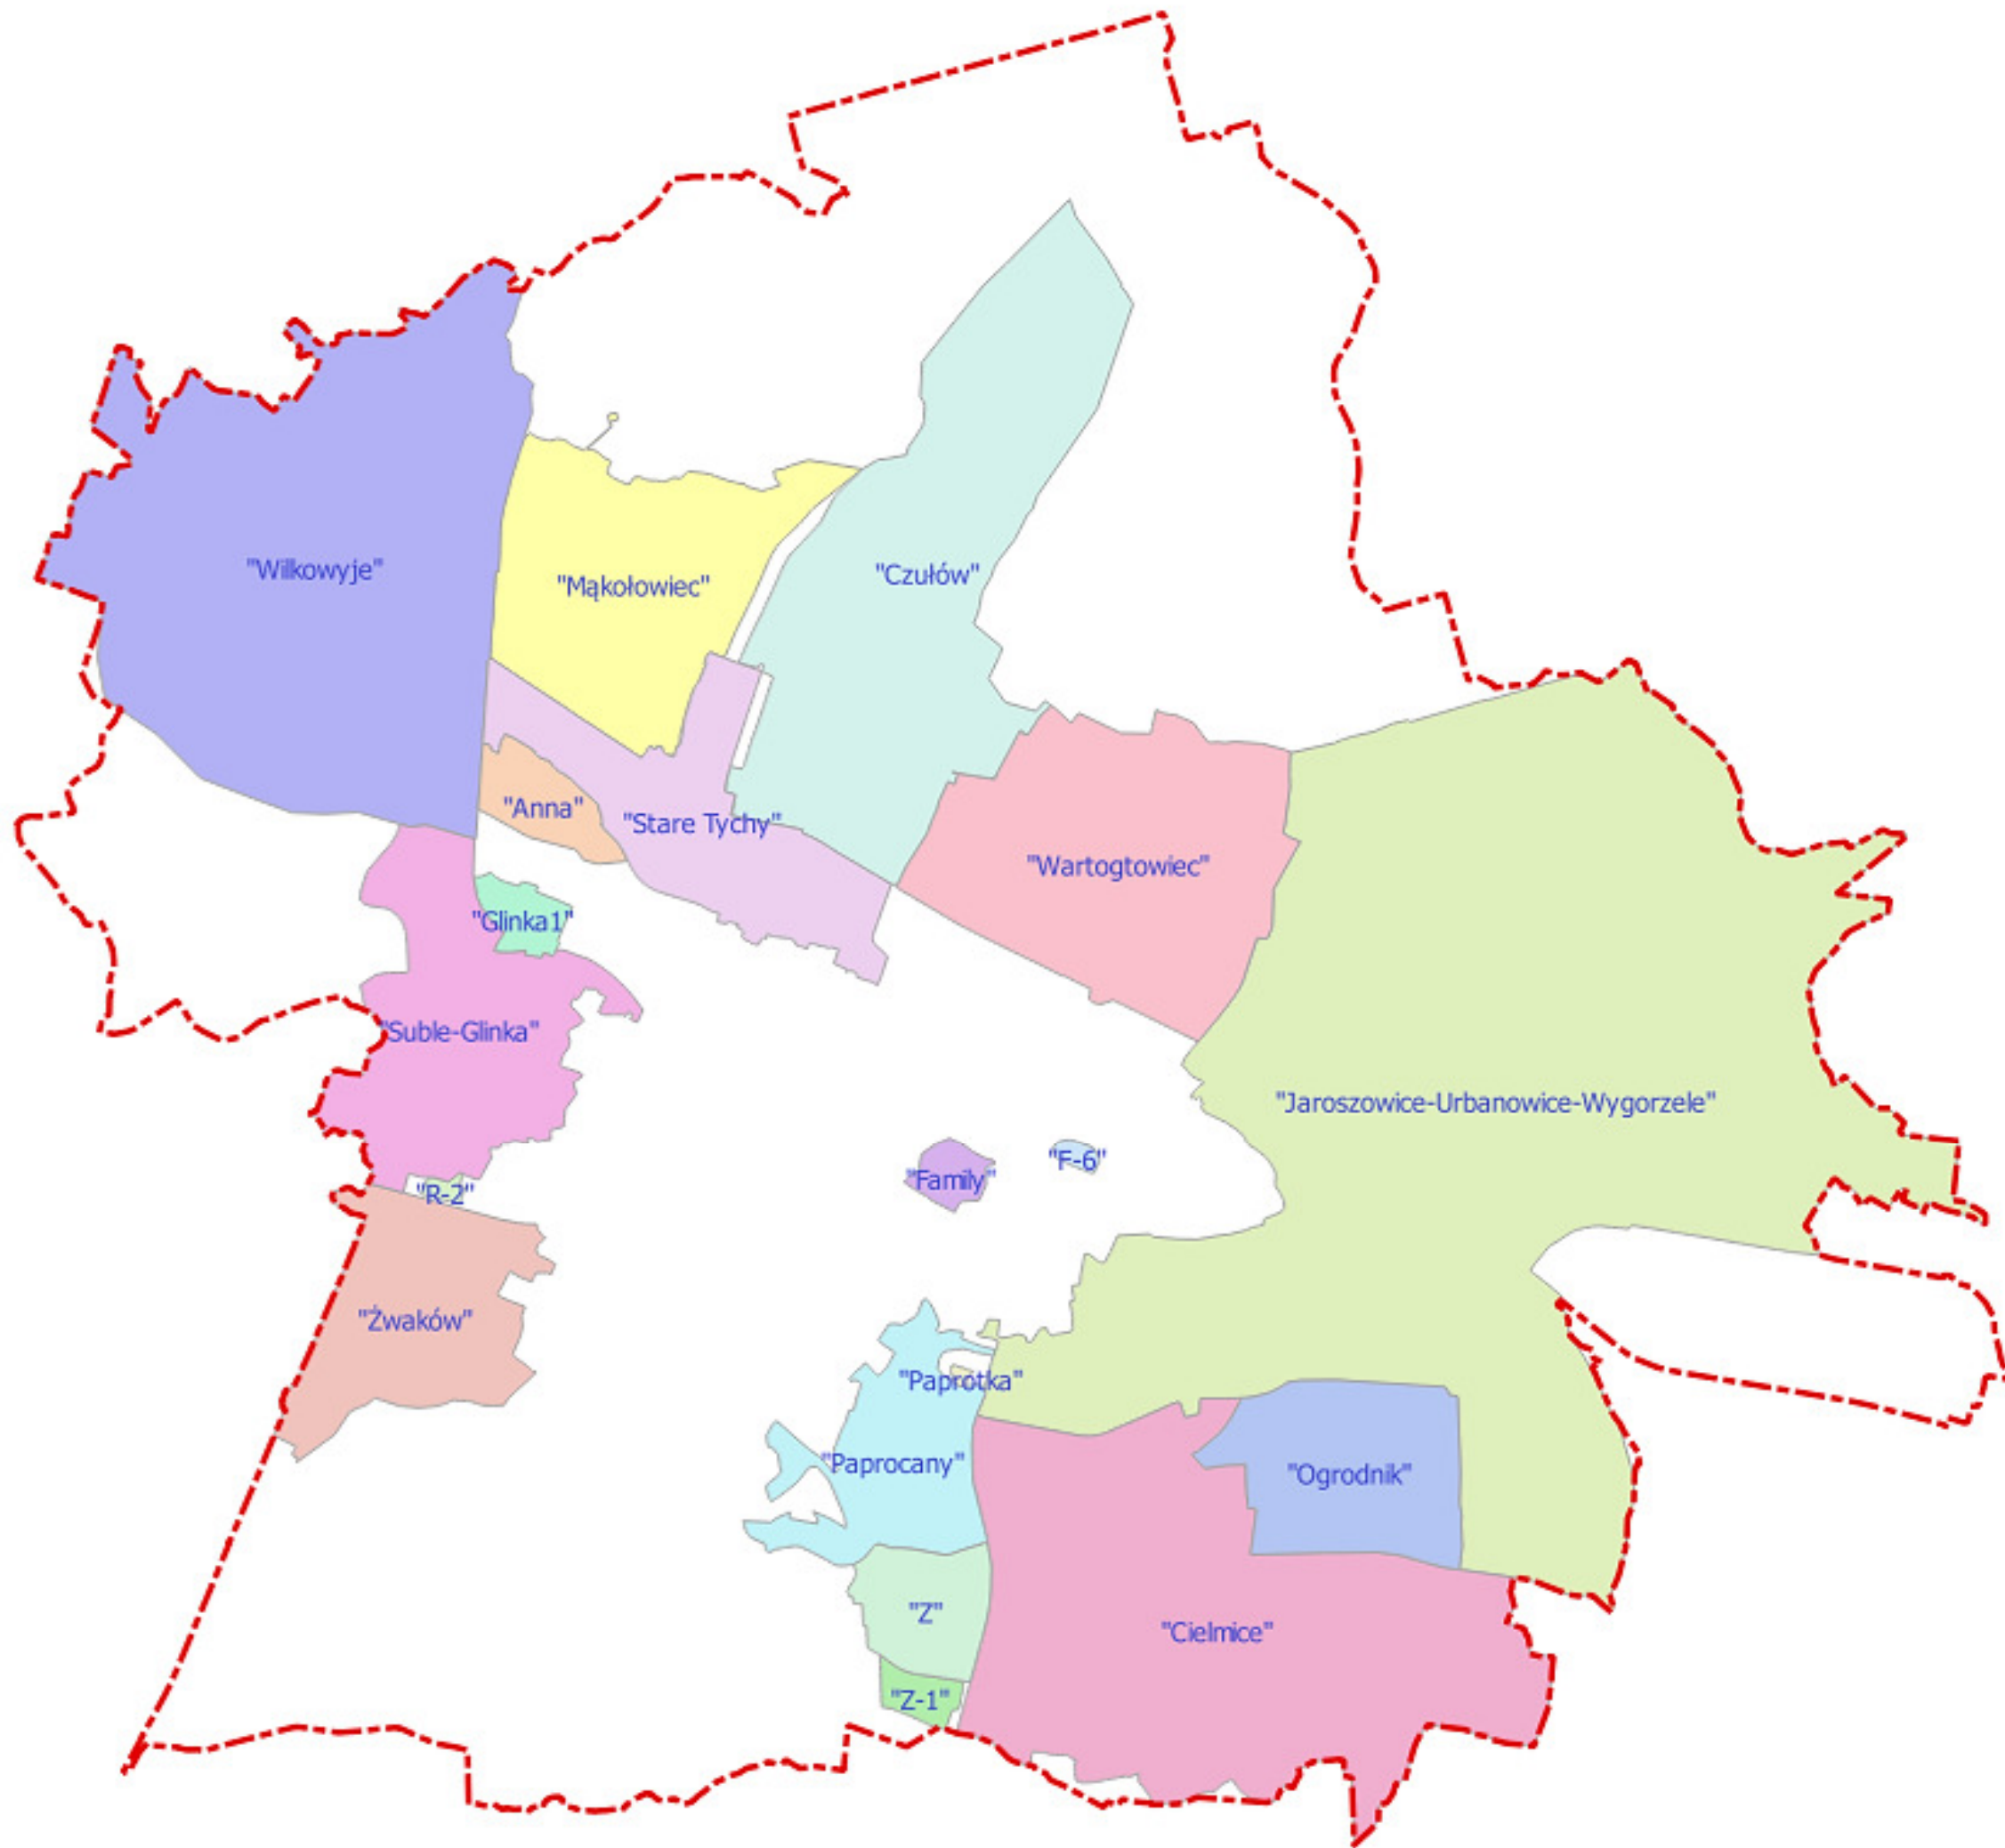 "Wilkowyje"
"Mąkołowiec"
"Czułów"
"Anna"
"Stare Tychy"
"Wartogtowiec"
"Glinka1"
"Suble-Glinka"
"Jaroszowice-Urbanowice-Wygorzele"
"F-6"
"Family"
"R-2"
"Żwaków"
"Paprotka"
"Paprocany"
"Ogrodnik"
"Z"
"Cielmice"
"Z-1"